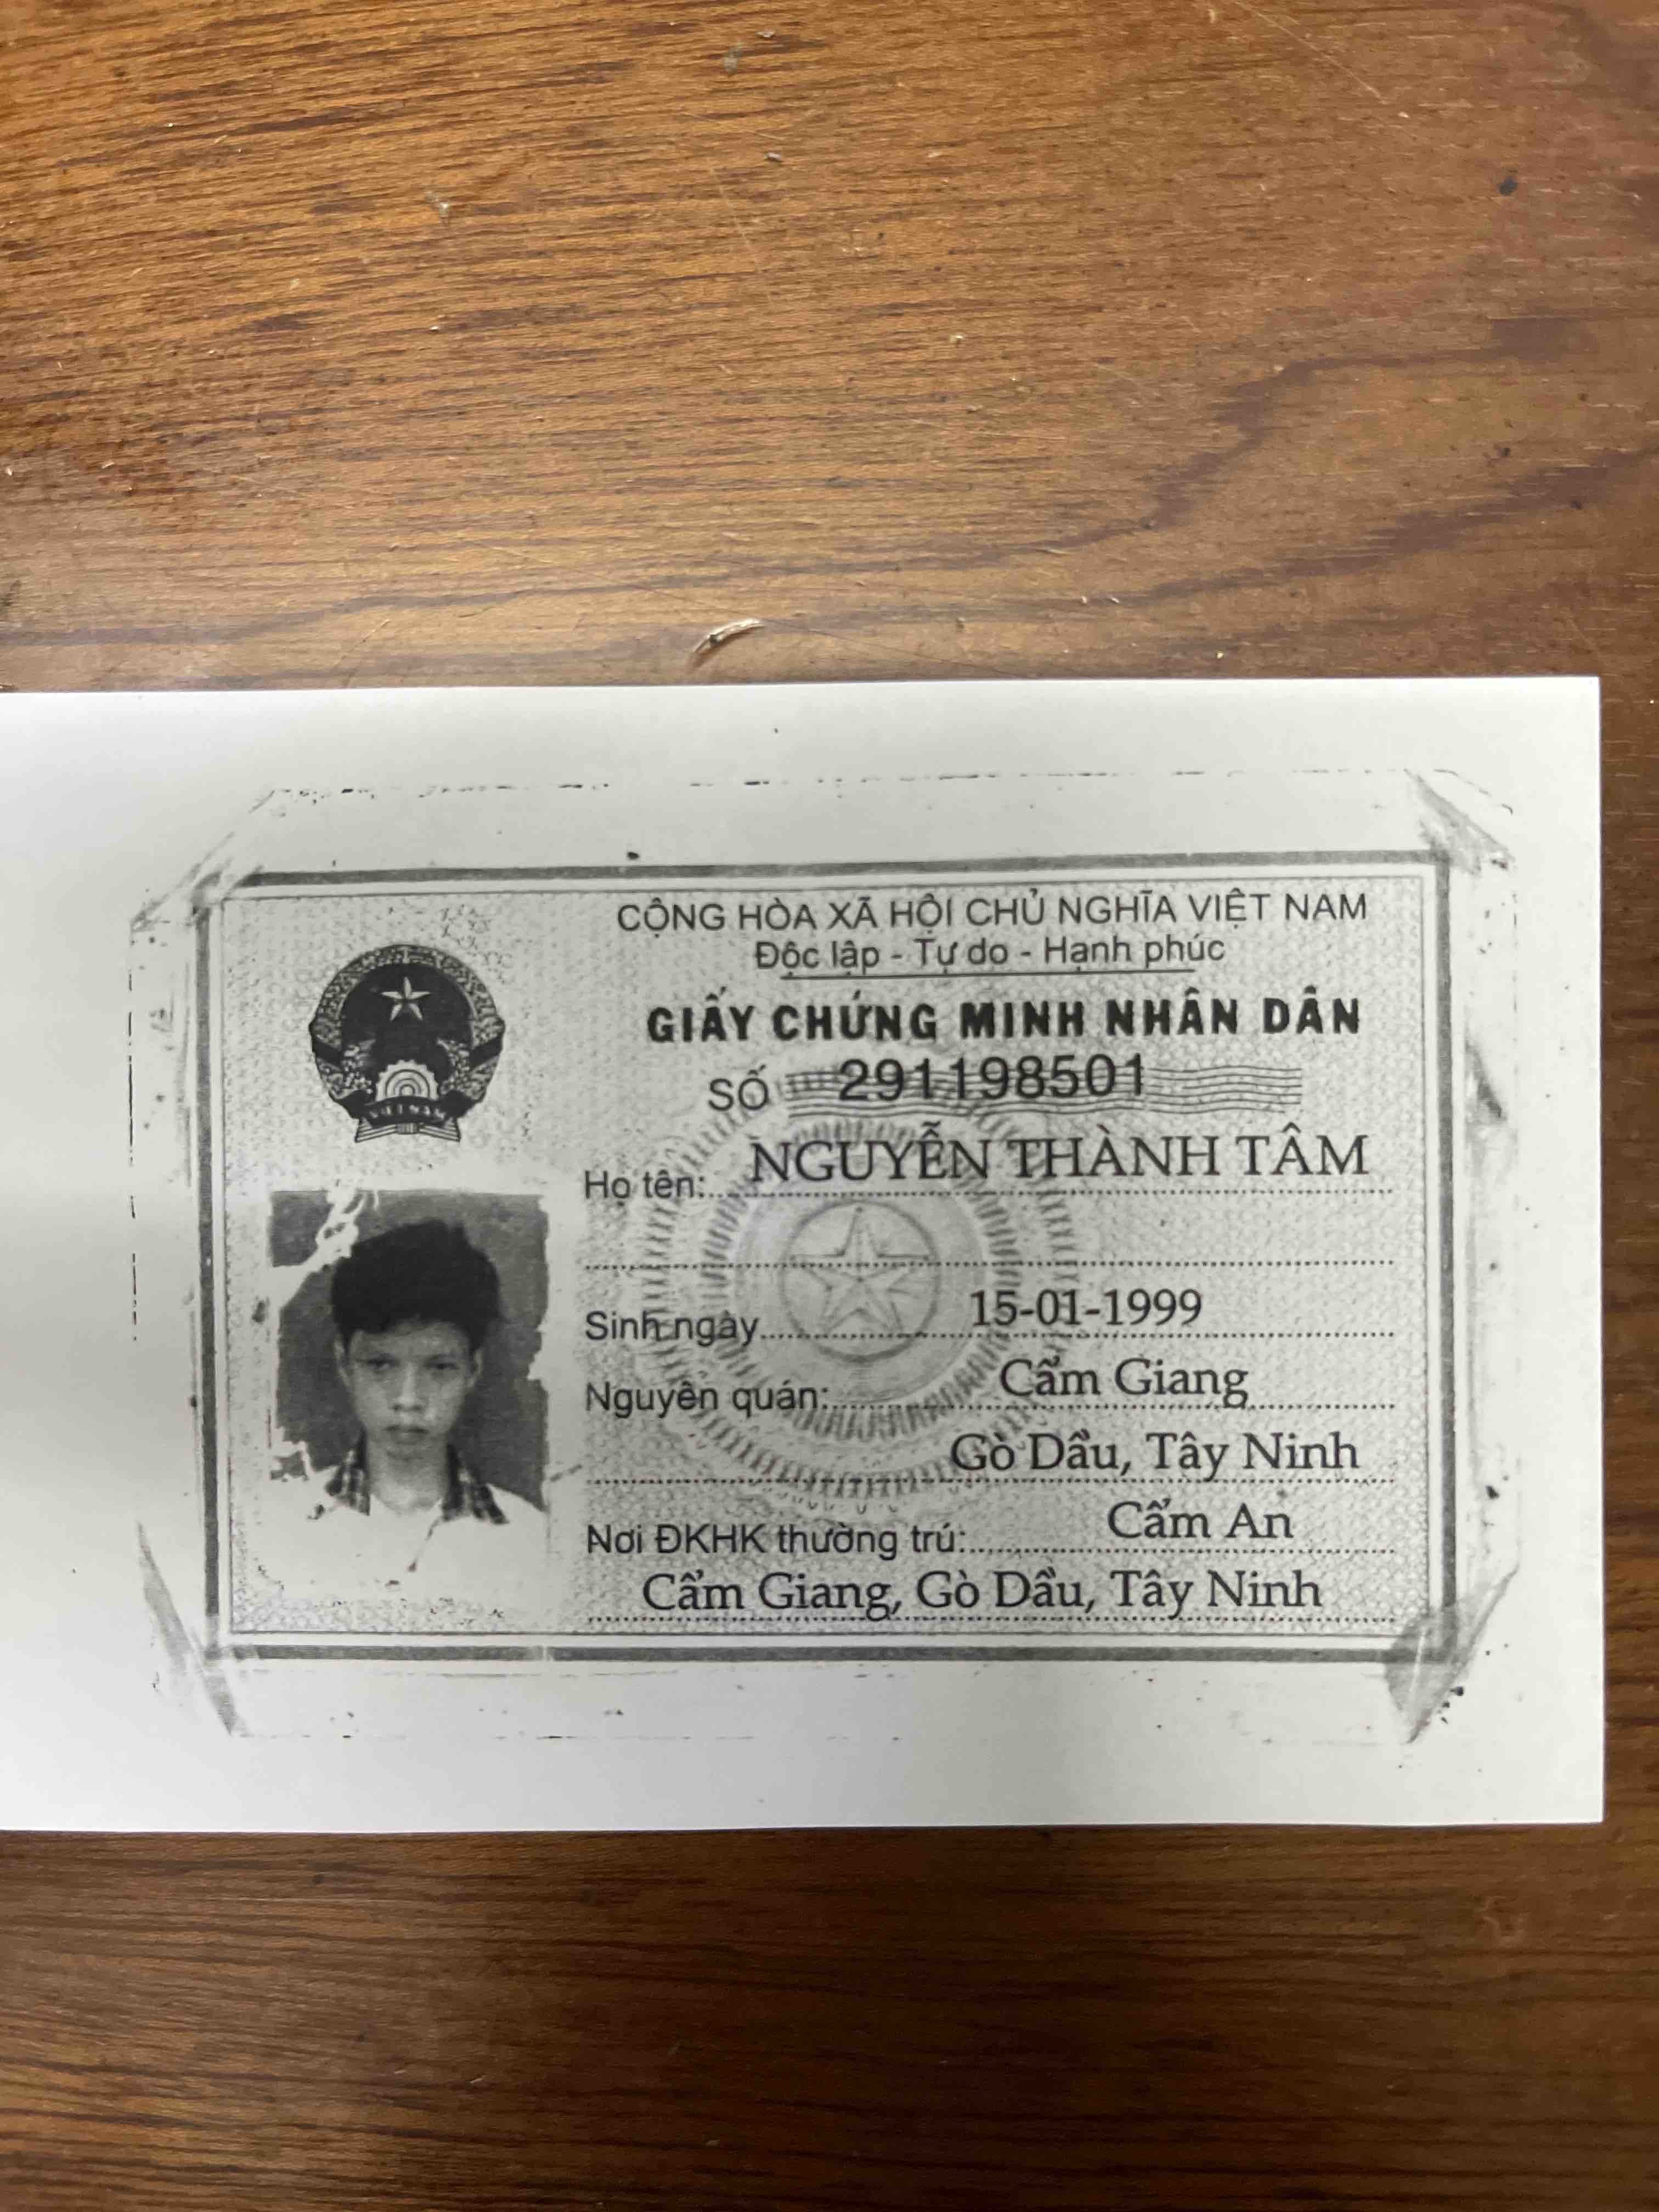 CỘNG HÒA XÃ HỘI CHỦ NGHĨA VIỆT NAM
Độc lập - Tự do - Hạnh phúc
GIẤY CHỨNG MINH NHÂN DÂN
SỐ 291198501
Họ tên: NGUYỄN THÀNH TÂM
Sinh ngày 15-01-1999
Nguyên quán: Cẩm Giang
Gò Dầu, Tây Ninh
Nơi ĐKHK thường trú: Cẩm An
Cẩm Giang, Gò Dầu, Tây Ninh
VIỆT NAM